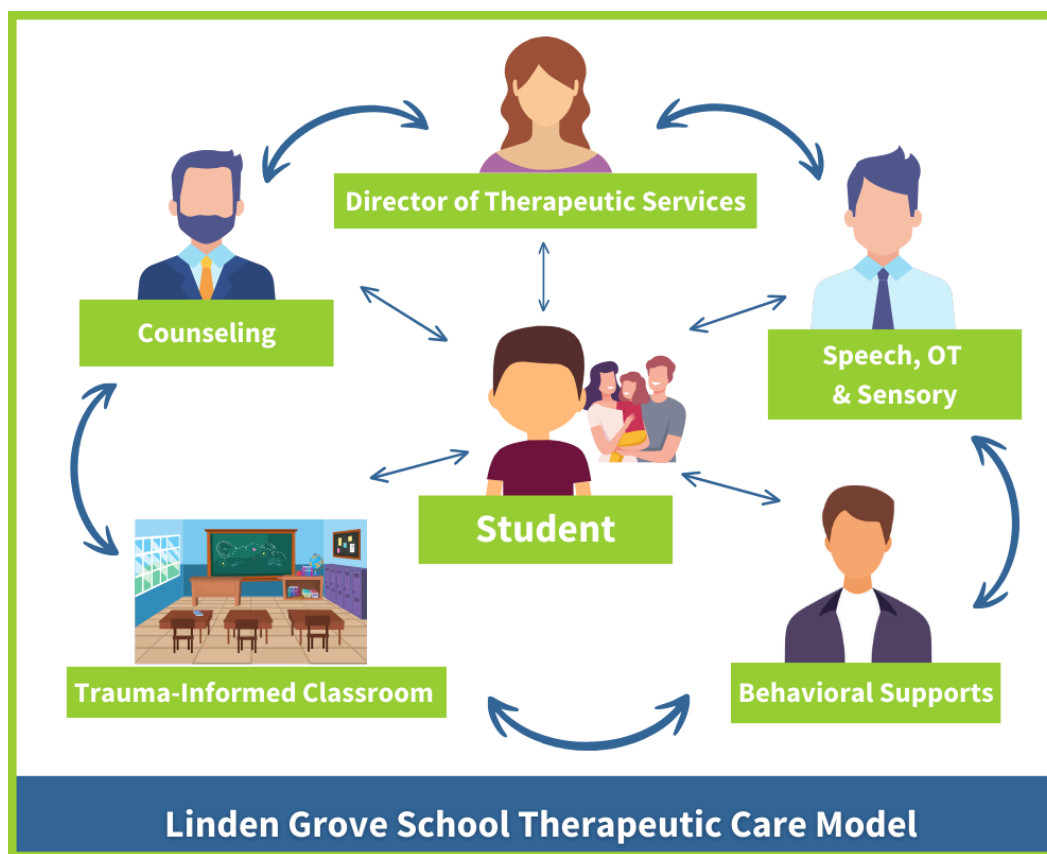 Director of Therapeutic Services
Counseling
Speech, OT
& Sensory
Student
Trauma-Informed Classroom
Behavioral Supports
Linden Grove School Therapeutic Care Model